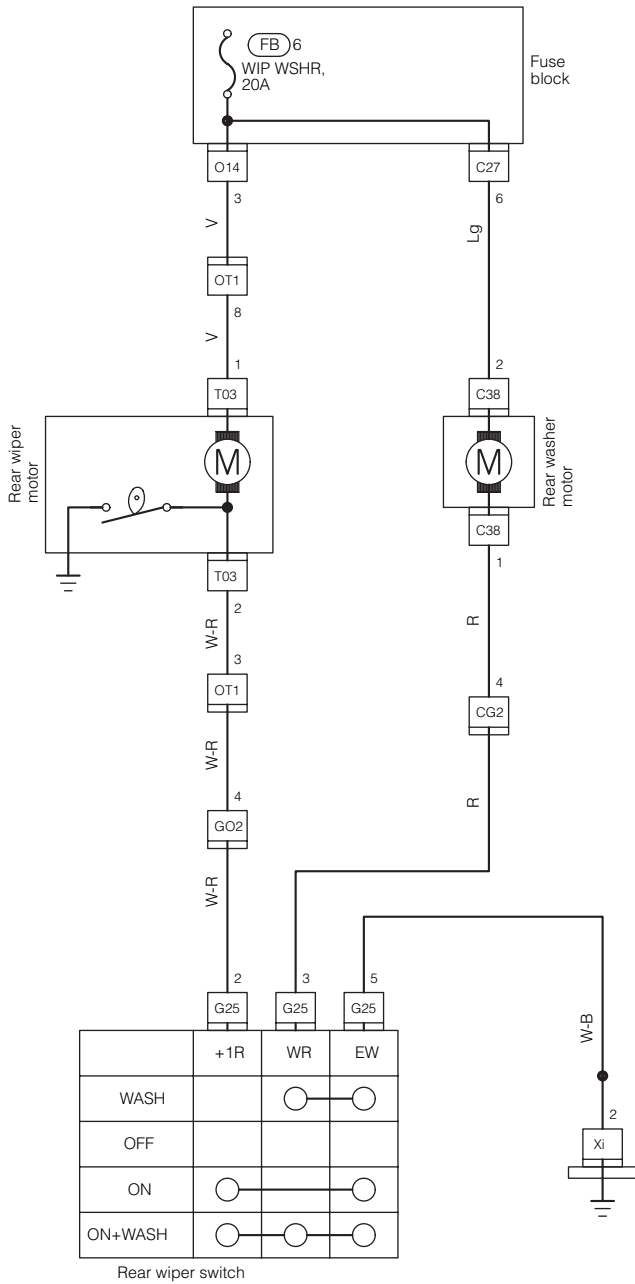 FB 6
WIP WSHR,
20A
Fuse
block
O14
C27
3
6
V
Lg
OT1
8
V
1
2
T03
C38
Rear wiper
motor
M
M
Rear washer
motor
C38
T03
1
2
W-R
R
3
4
OT1
CG2
W-R
R
4
GO2
W-R
2
3
5
G25
G25
G25
W-B
+1R
WR
EW
2
Xi
WASH
OFF
ON
ON+WASH
Rear wiper switch